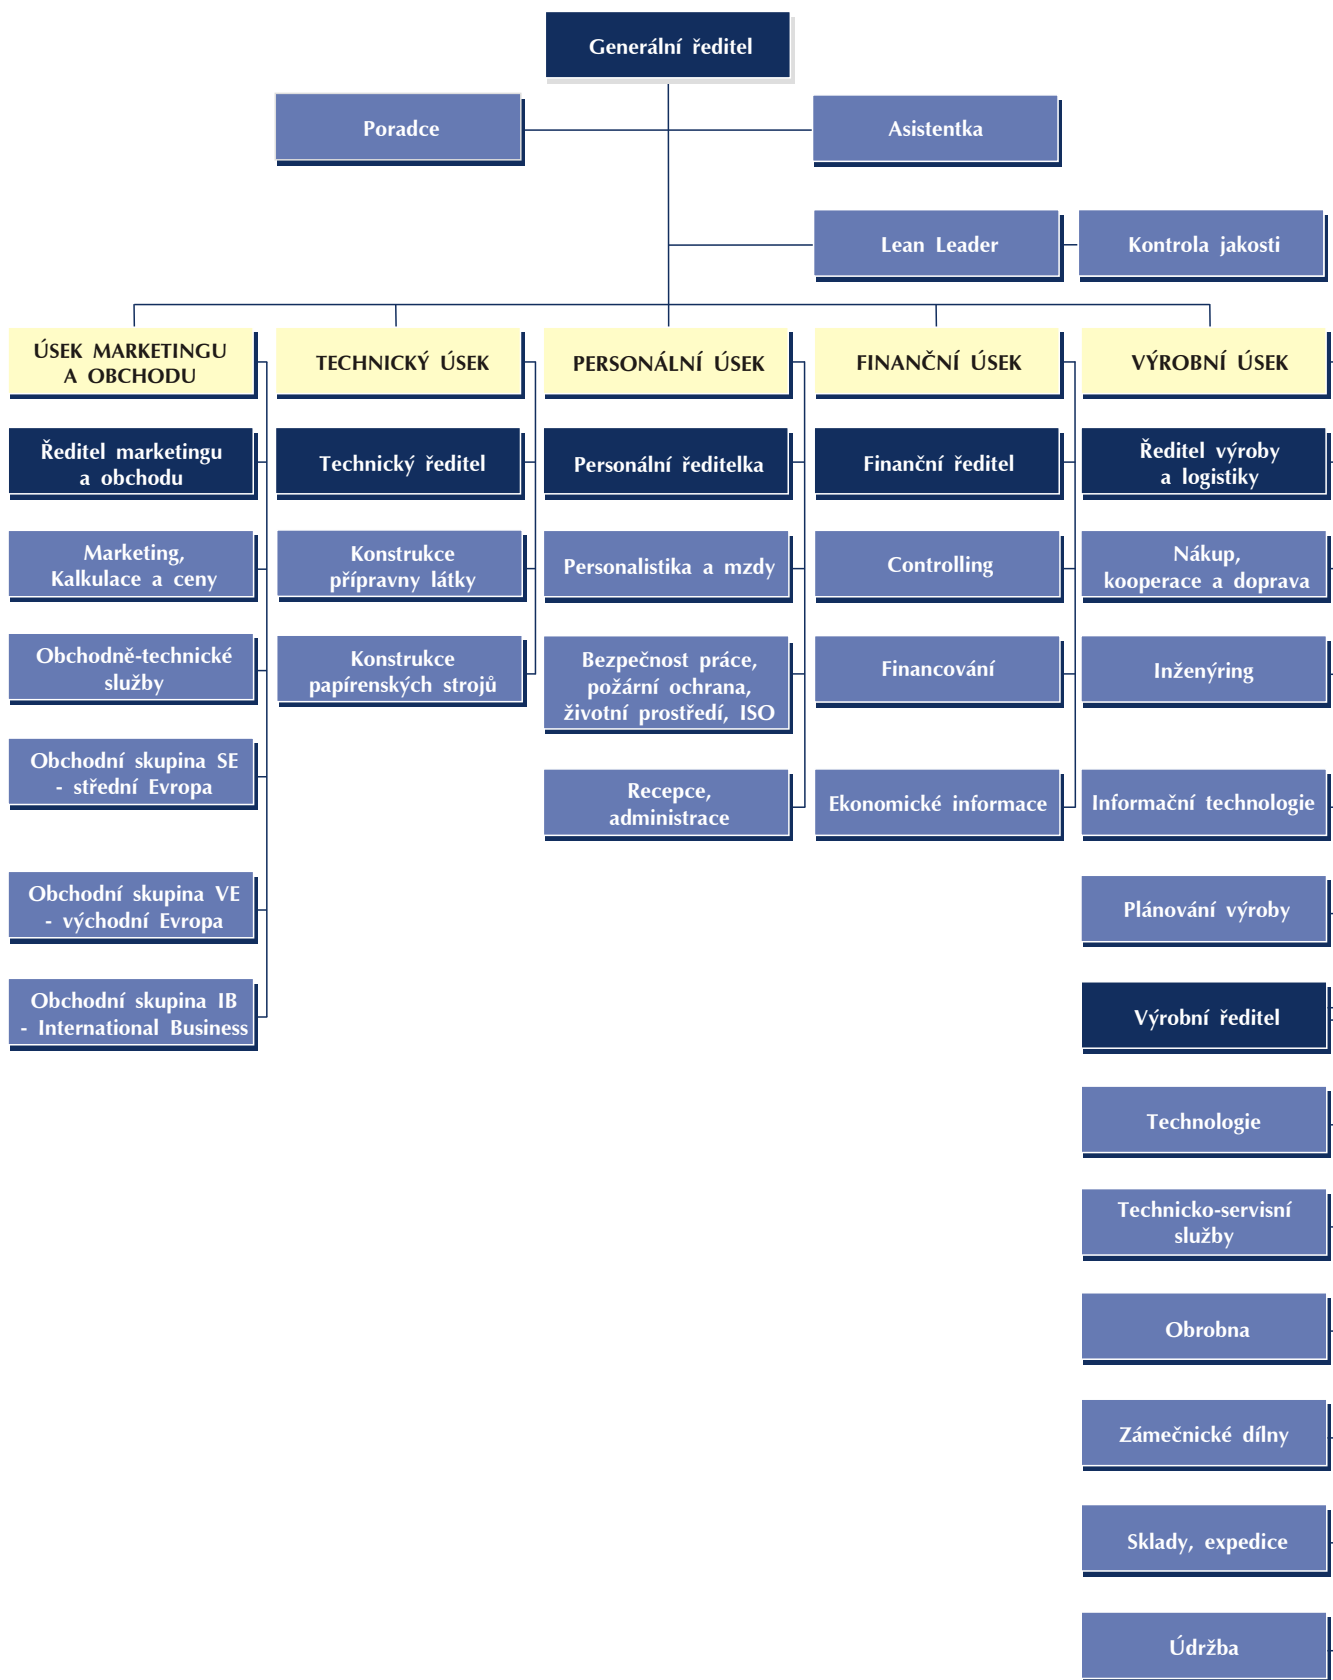 Generální ředitel
Poradce
Asistentka
Lean Leader
Kontrola jakosti
ÚSEK MARKETINGU
A OBCHODU
Ředitel marketingu
a obchodu
Marketing,
Kalkulace a ceny
Obchodně-technické
služby
Obchodní skupina SE
- střední Evropa
Obchodní skupina VE
- východní Evropa
Obchodní skupina IB
- International Business
TECHNICKÝ ÚSEK
Technický ředitel
Konstrukce
přípravny látky
Konstrukce
papírenských strojů
PERSONÁLNÍ ÚSEK
Personální ředitelka
Personalistika a mzdy
Bezpečnost práce,
požární ochrana,
životní prostředí, ISO
Recepce,
administrace
FINANČNÍ ÚSEK
Finanční ředitel
Controlling
Financování
Ekonomické informace
VÝROBNÍ ÚSEK
Ředitel výroby
a logistiky
Nákup,
kooperace a doprava
Inženýring
Informační technologie
Plánování výroby
Výrobní ředitel
Technologie
Technicko-servisní
služby
Obrobna
Zámečnické dílny
Sklady, expedice
Údržba